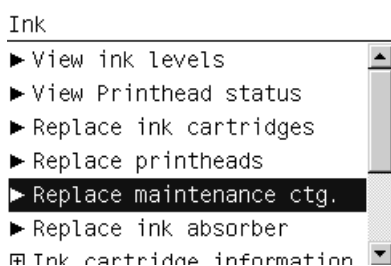 Ink
View ink levels
View Printhead status
Replace ink cartridges
Replace printheads
Replace maintenance ctg.
Replace ink absorber
Ink cartridge information